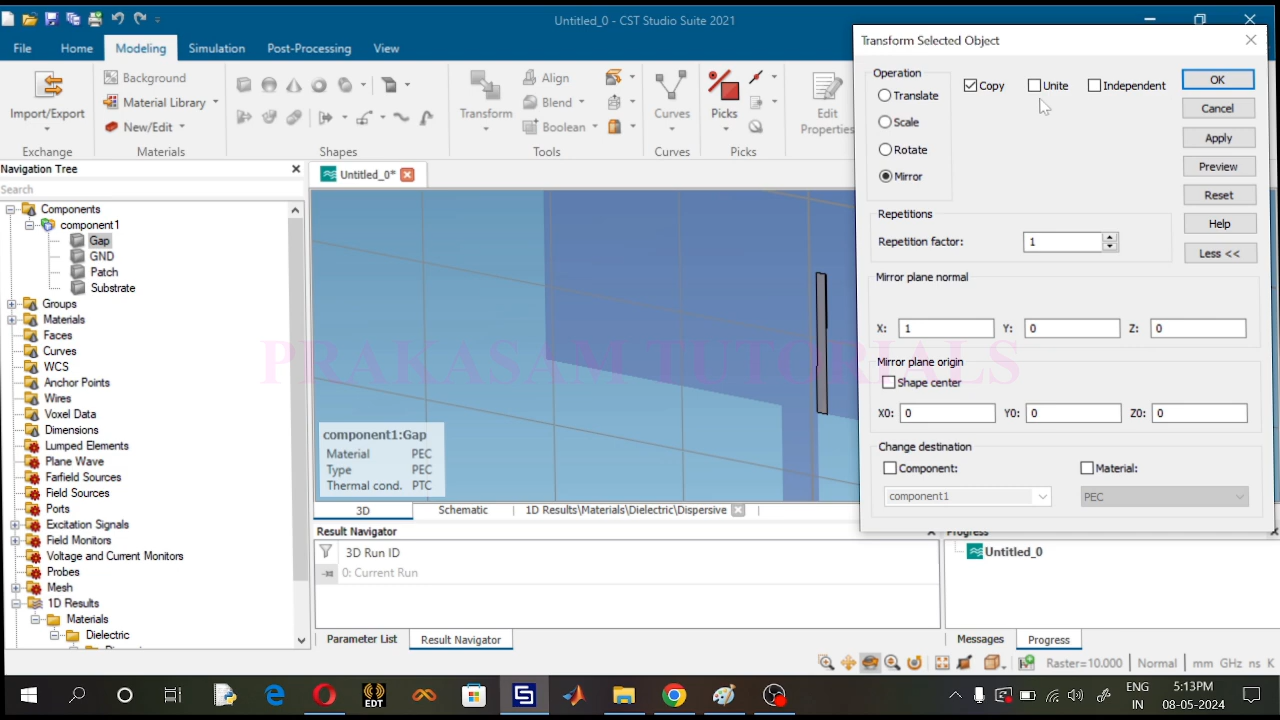 Untitled_0 - CST Studio Suite 2021
File
Home
Modeling
Simulation
Post-Processing
View
Import/Export
Exchange
Background
Material Library
New/Edit
Materials
Shapes
Transform
Align
Blend
Boolean
Tools
Curves
Curves
Picks
Picks
Edit
Properties
Navigation Tree
Search
Components
component1
Gap
GND
Patch
Substrate
Groups
Materials
Faces
Curves
WCS
Anchor Points
Wires
Voxel Data
Dimensions
Lumped Elements
Plane Wave
Farfield Sources
Field Sources
Ports
Excitation Signals
Field Monitors
Voltage and Current Monitors
Probes
Mesh
1D Results
Materials
Dielectric
Untitled_0*
PRAKASAM TUTORIALS
component1:Gap
Material PEC
Type PEC
Thermal cond. PTC
3D
Schematic
1D Results\Materials\Dielectric\Dispersive
Result Navigator
3D Run ID
0: Current Run
Parameter List
Result Navigator
Transform Selected Object
Operation
Translate
Scale
Rotate
Mirror
Copy
Unite
Independent
OK
Cancel
Apply
Preview
Reset
Help
Less <<
Repetitions
Repetition factor: 1
Mirror plane normal
X: 1 Y: 0 Z: 0
Mirror plane origin
Shape center
X0: 0 Y0: 0 Z0: 0
Change destination
Component:
component1
Material:
PEC
Progress
Untitled_0
Messages
Progress
Raster=10.000 Normal mm GHz ns K
EDT
ENG
IN
5:13PM
08-05-2024